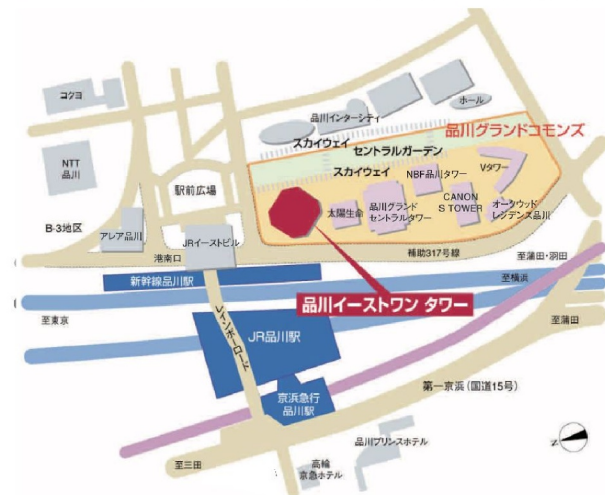 コクヨ
NTT
品川
B-3地区
アレア品川
駅前広場
港南口
JRイーストビル
品川インターシティ
ホール
スカイウェイ
セントラルガーデン
スカイウェイ
品川グランドコモンズ
太陽生命
品川グランド
セントラルタワー
NBF品川タワー
CANON
S TOWER
Vタワー
オークウッド
レジデンス品川
補助317号線
至蒲田・羽田
新幹線品川駅
品川イーストワン タワー
至横浜
至東京
レインボーロード
JR品川駅
至蒲田
京浜急行
品川駅
第一京浜（国道15号）
至三田
高輪
京急ホテル
品川プリンスホテル
N